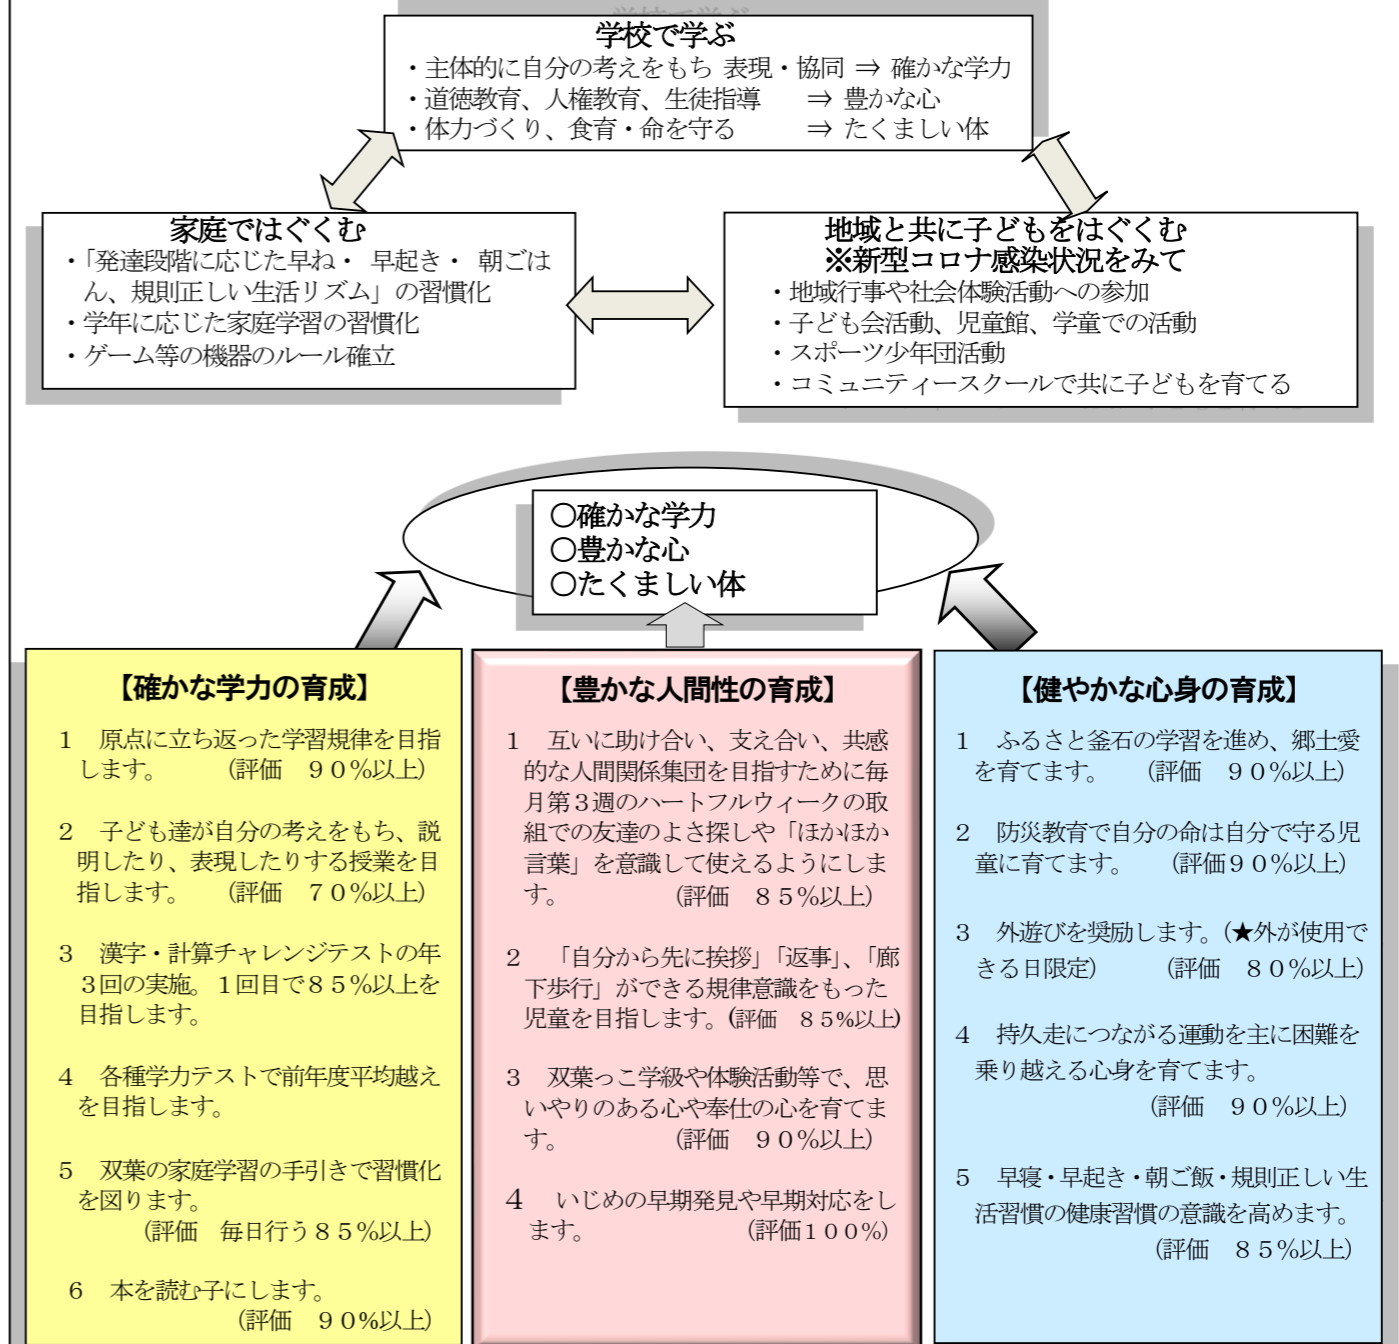 学校で学ぶ
・主体的に自分の考えをもち 表現・協同 ⇒ 確かな学力
・道徳教育、人権教育、生徒指導 ⇒ 豊かな心
・体力づくり、食育・命を守る ⇒ たくましい体
家庭ではぐくむ
・「発達段階に応じた早ね・ 早起き・ 朝ごは
ん、規則正しい生活リズム」の習慣化
・学年に応じた家庭学習の習慣化
・ゲーム等の機器のルール確立
地域と共に子どもをはぐくむ
※新型コロナ感染状況をみて
・地域行事や社会体験活動への参加
・子ども会活動、児童館、学童での活動
・スポーツ少年団活動
・コミュニティースクールで共に子どもを育てる
〇確かな学力
〇豊かな心
〇たくましい体
【確かな学力の育成】
１　原点に立ち返った学習規律を目指
します。　　（評価　９０％以上）
２　子ども達が自分の考えをもち、説
明したり、表現したりする授業を目
指します。　　（評価　７０％以上）
３　漢字・計算チャレンジテストの年
３回の実施。１回目で８５％以上を
目指します。
４　各種学力テストで前年度平均越え
を目指します。
５　双葉の家庭学習の手引きで習慣化
を図ります。
（評価　毎日行う８５％以上）
６　本を読む子にします。
（評価　９０%以上）
【豊かな人間性の育成】
１　互いに助け合い、支え合い、共感
的な人間関係集団を目指すために毎
月第３週のハートフルウィークの取
組での友達のよさ探しや「ほかほか
言葉」を意識して使えるようにしま
す。　　（評価　８５％以上）
２　「自分から先に挨拶」「返事」、「廊
下歩行」ができる規律意識をもった
児童を目指します。（評価　８５%以上）
３　双葉っこ学級や体験活動等で、思
いやりのある心や奉仕の心を育てま
す。　　（評価　９０％以上）
４　いじめの早期発見や早期対応をし
ます。　　（評価１００％）
【健やかな心身の育成】
１　ふるさと釜石の学習を進め、郷土愛
を育てます。　　（評価　９０％以上）
２　防災教育で自分の命は自分で守る児
童に育てます。　　（評価９０％以上）
３　外遊びを奨励します。（★外が使用で
きる日限定）　　（評価　８０％以上）
４　持久走につながる運動を主に困難を
乗り越える心身を育てます。
（評価　９０％以上）
５　早寝・早起き・朝ご飯・規則正しい生
活習慣の健康習慣の意識を高めます。
（評価　８５％以上）